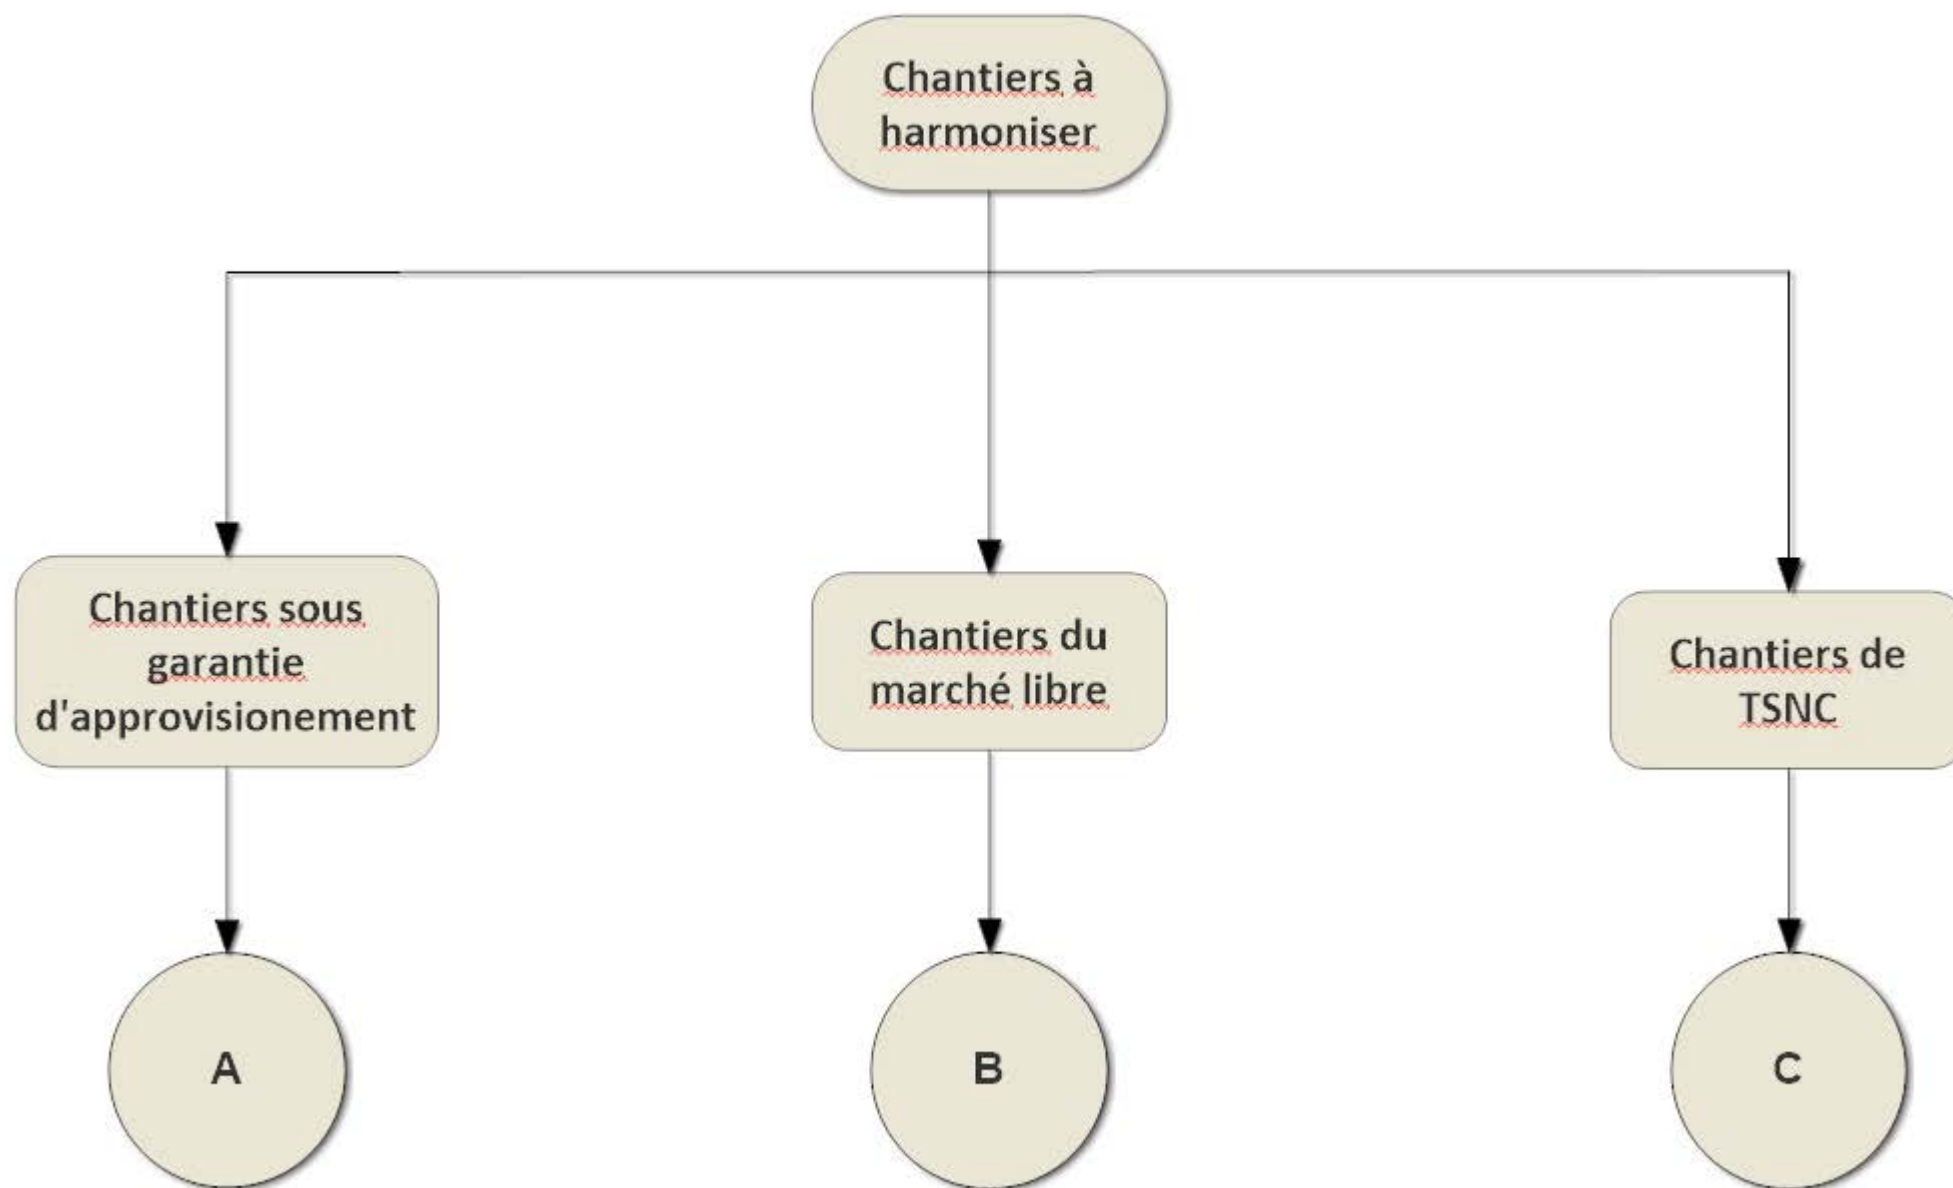 Chantiers à
harmoniser
Chantiers sous
garantie
d'approvisionement
Chantiers du
marché libre
Chantiers de
TSNC
A
B
C